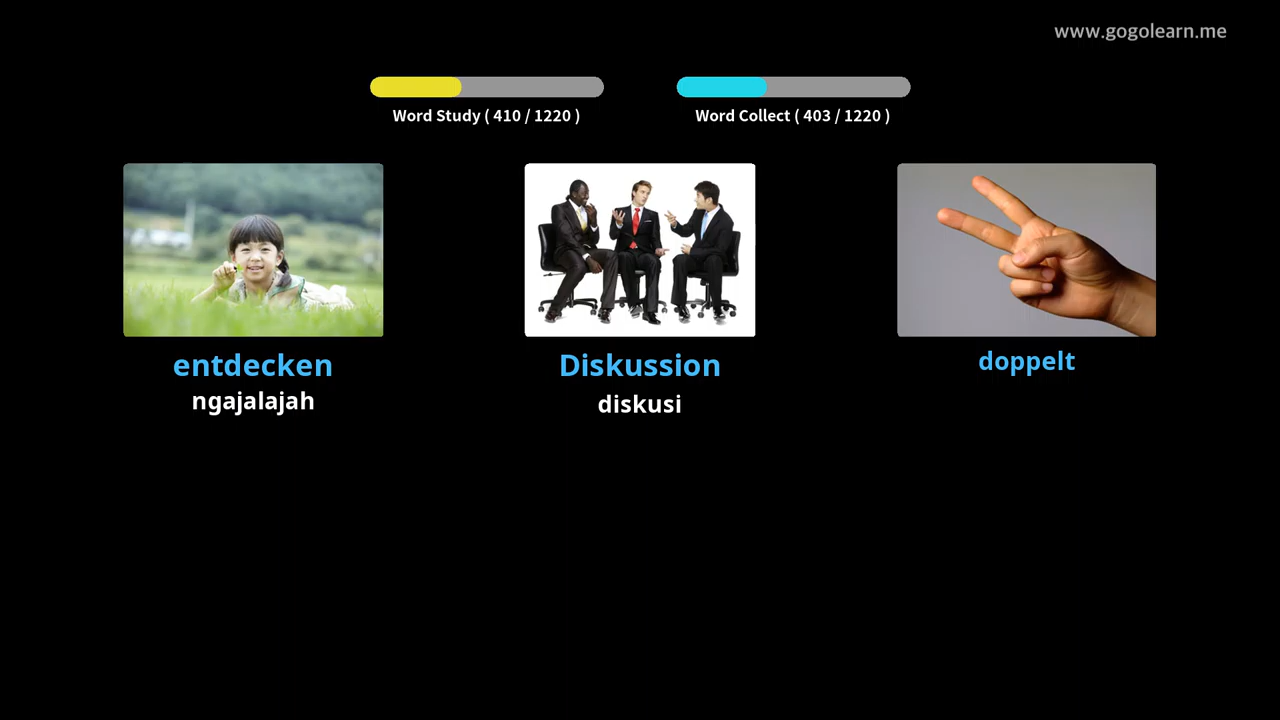 www.gogolearn.me
Word Study ( 410 / 1220 )
Word Collect ( 403 / 1220 )
entdecken
ngajalajah
Diskussion
diskusi
doppelt